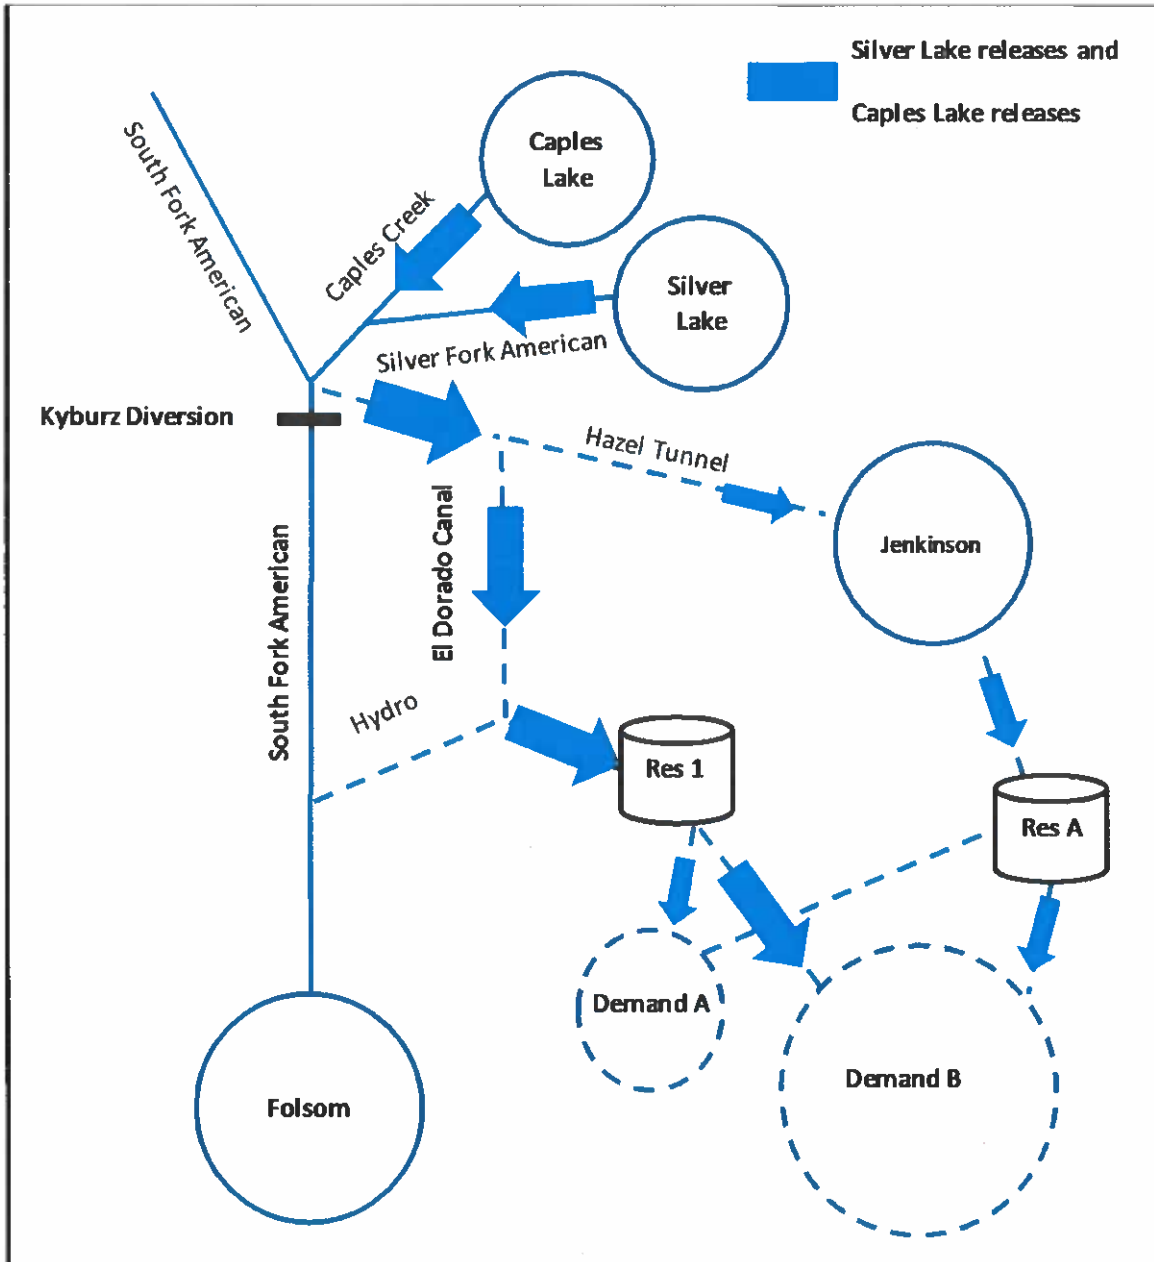 Silver Lake releases and
Caples Lake releases
South Fork American
Caples
Lake
Caples Creek
Silver
Lake
Silver Fork American
Kyburz Diversion
Hazel Tunnel
El Dorado Canal
Jenkinson
South Fork American
Hydro
Res 1
Res A
Demand A
Demand B
Folsom